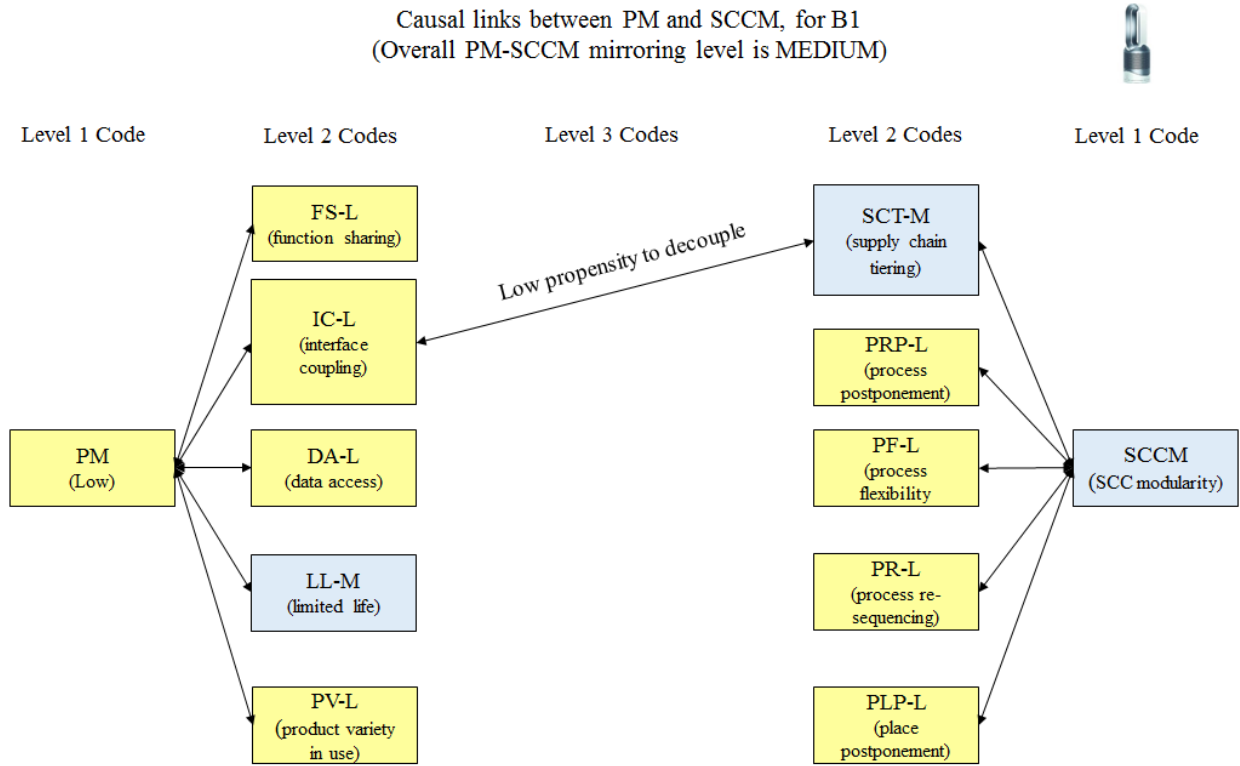 Causal links between PM and SCCM, for B1
(Overall PM-SCCM mirroring level is MEDIUM)
Level 1 Code
Level 2 Codes
Level 3 Codes
Level 2 Codes
Level 1 Code
FS-L
(function sharing)
IC-L
(interface
coupling)
DA-L
(data access)
LL-M
(limited life)
PV-L
(product variety
in use)
PM
(Low)
Low propensity to decouple
SCT-M
(supply chain
tiering)
PRP-L
(process
postponement)
PF-L
(process
flexibility
PR-L
(process re-
sequencing)
PLP-L
(place
postponement)
SCCM
(SCC modularity)